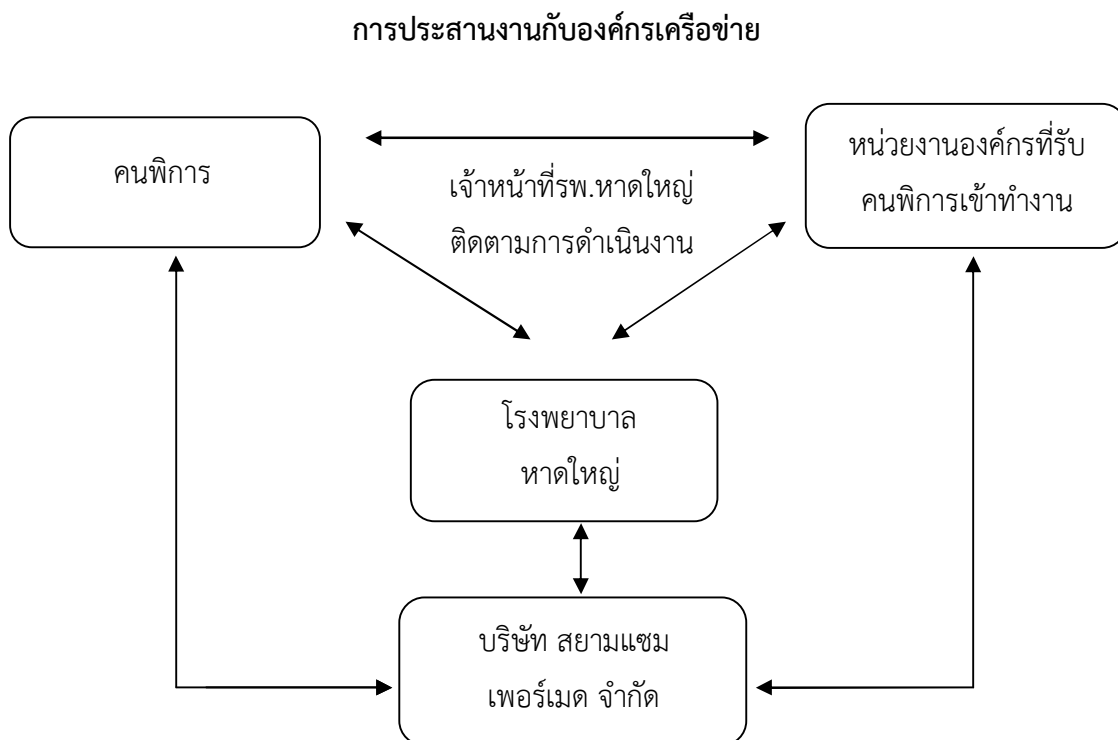 การประสานงานกับองค์กรเครือข่าย
คนพิการ
หน่วยงานองค์กรที่รับ
คนพิการเข้าทำงาน
เจ้าหน้าที่รพ.หาดใหญ่
ติดตามการดำเนินงาน
โรงพยาบาล
หาดใหญ่
บริษัท สยามแซม
เพอร์เมด จำกัด